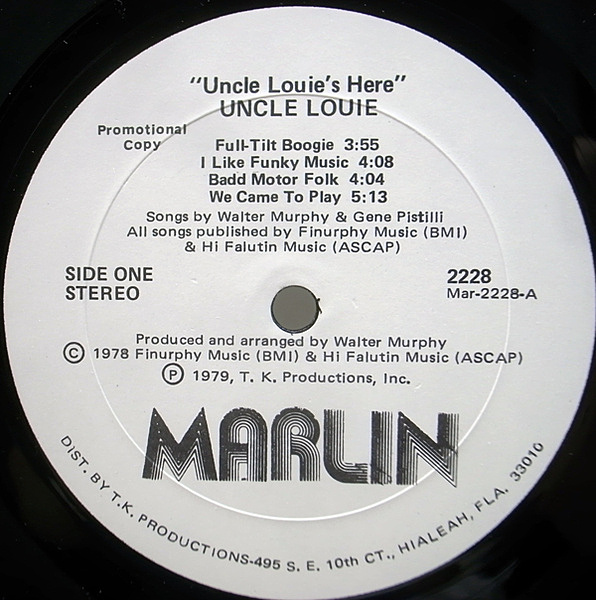 "Uncle Louie's Here"
UNCLE LOUIE
Promotional
Copy
Full-Tilt Boogie 3:55
I Like Funky Music 4:08
Badd Motor Folk 4:04
We Came To Play 5:13
Songs by Walter Murphy & Gene Pistilli
All songs published by Finurphy Music (BMI)
& Hi Falutin Music (ASCAP)
SIDE ONE
STEREO
2228
Mar-2228-A
Produced and arranged by Walter Murphy
© 1978 Finurphy Music (BMI) & Hi Falutin Music (ASCAP)
℗ 1979, T. K. Productions, Inc.
MARLIN
DIST. BY T.K. PRODUCTIONS-495 S. E. 10th CT., HIALEAH, FLA. 33010